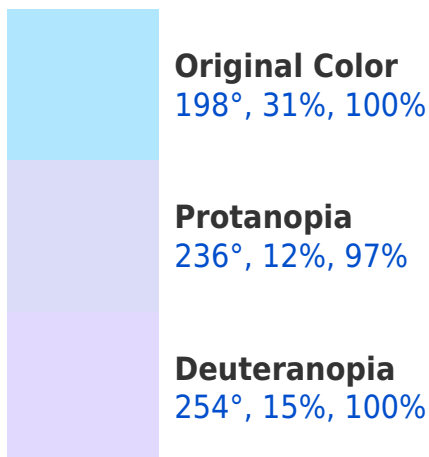 Original Color
198°, 31%, 100%
Protanopia
236°, 12%, 97%
Deuteranopia
254°, 15%, 100%